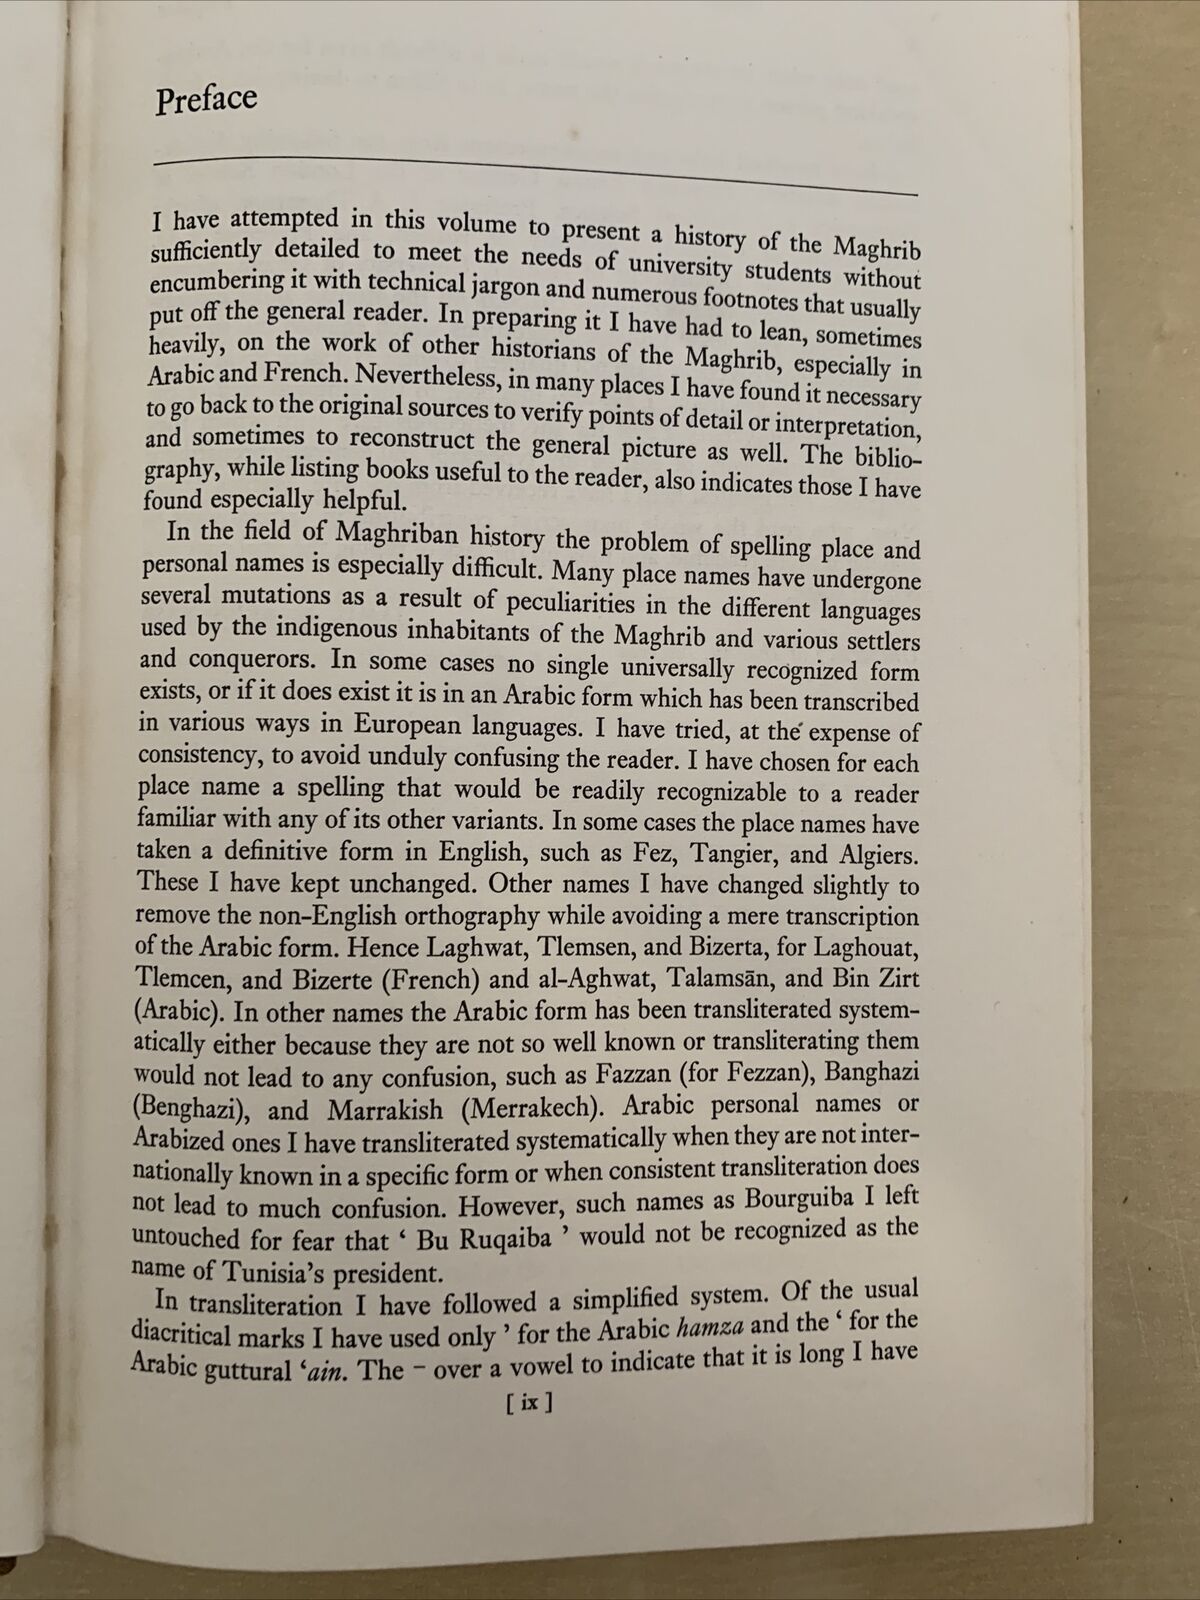 Preface
I have attempted in this volume to present a history of the Maghrib
sufficiently detailed to meet the needs of university students without
encumbering it with technical jargon and numerous footnotes that usually
put off the general reader. In preparing it I have had to lean, sometimes
heavily, on the work of other historians of the Maghrib, especially in
Arabic and French. Nevertheless, in many places I have found it necessary
to go back to the original sources to verify points of detail or interpretation,
and sometimes to reconstruct the general picture as well. The biblio-
graphy, while listing books useful to the reader, also indicates those I have
found especially helpful.
In the field of Maghriban history the problem of spelling place and
personal names is especially difficult. Many place names have undergone
several mutations as a result of peculiarities in the different languages
used by the indigenous inhabitants of the Maghrib and various settlers
and conquerors. In some cases no single universally recognized form
exists, or if it does exist it is in an Arabic form which has been transcribed
in various ways in European languages. I have tried, at the expense of
consistency, to avoid unduly confusing the reader. I have chosen for each
place name a spelling that would be readily recognizable to a reader
familiar with any of its other variants. In some cases the place names have
taken a definitive form in English, such as Fez, Tangier, and Algiers.
These I have kept unchanged. Other names I have changed slightly to
remove the non-English orthography while avoiding a mere transcription
of the Arabic form. Hence Laghwat, Tlemsen, and Bizerta, for Laghouat,
Tlemcen, and Bizerte (French) and al-Aghwat, Talamsān, and Bin Zirt
(Arabic). In other names the Arabic form has been transliterated system-
atically either because they are not so well known or transliterating them
would not lead to any confusion, such as Fazzan (for Fezzan), Banghazi
(Benghazi), and Marrakish (Merrakech). Arabic personal names or
Arabized ones I have transliterated systematically when they are not inter-
nationally known in a specific form or when consistent transliteration does
not lead to much confusion. However, such names as Bourguiba I left
untouched for fear that ‘ Bu Ruqaiba ’ would not be recognized as the
name of Tunisia's president.
In transliteration I have followed a simplified system. Of the usual
diacritical marks I have used only ’ for the Arabic hamza and the ‘ for the
Arabic guttural ‘ain. The – over a vowel to indicate that it is long I have
[ ix ]